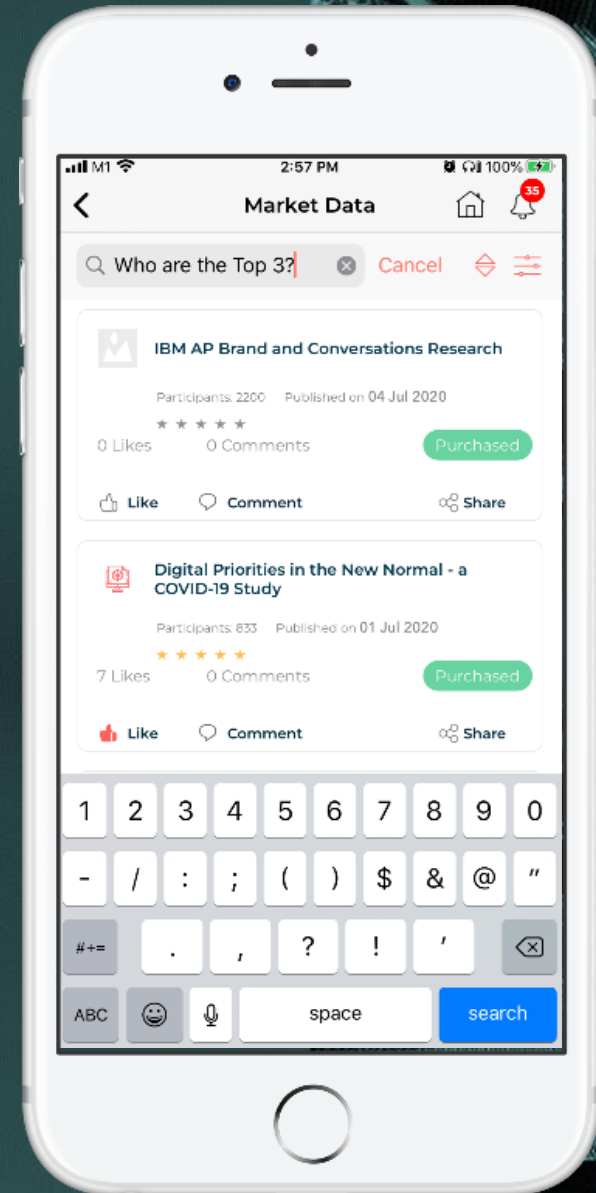 M1 2:57 PM 100%
Market Data 35
Who are the Top 3? Cancel
IBM AP Brand and Conversations Research
Participants: 2200 Published on 04 Jul 2020
0 Likes 0 Comments Purchased
Like Comment Share
Digital Priorities in the New Normal - a
COVID-19 Study
Participants: 833 Published on 01 Jul 2020
7 Likes 0 Comments Purchased
Like Comment Share
1 2 3 4 5 6 7 8 9 0
- / : ; ( ) $ & @ "
#+= . , ? ! '
ABC space search